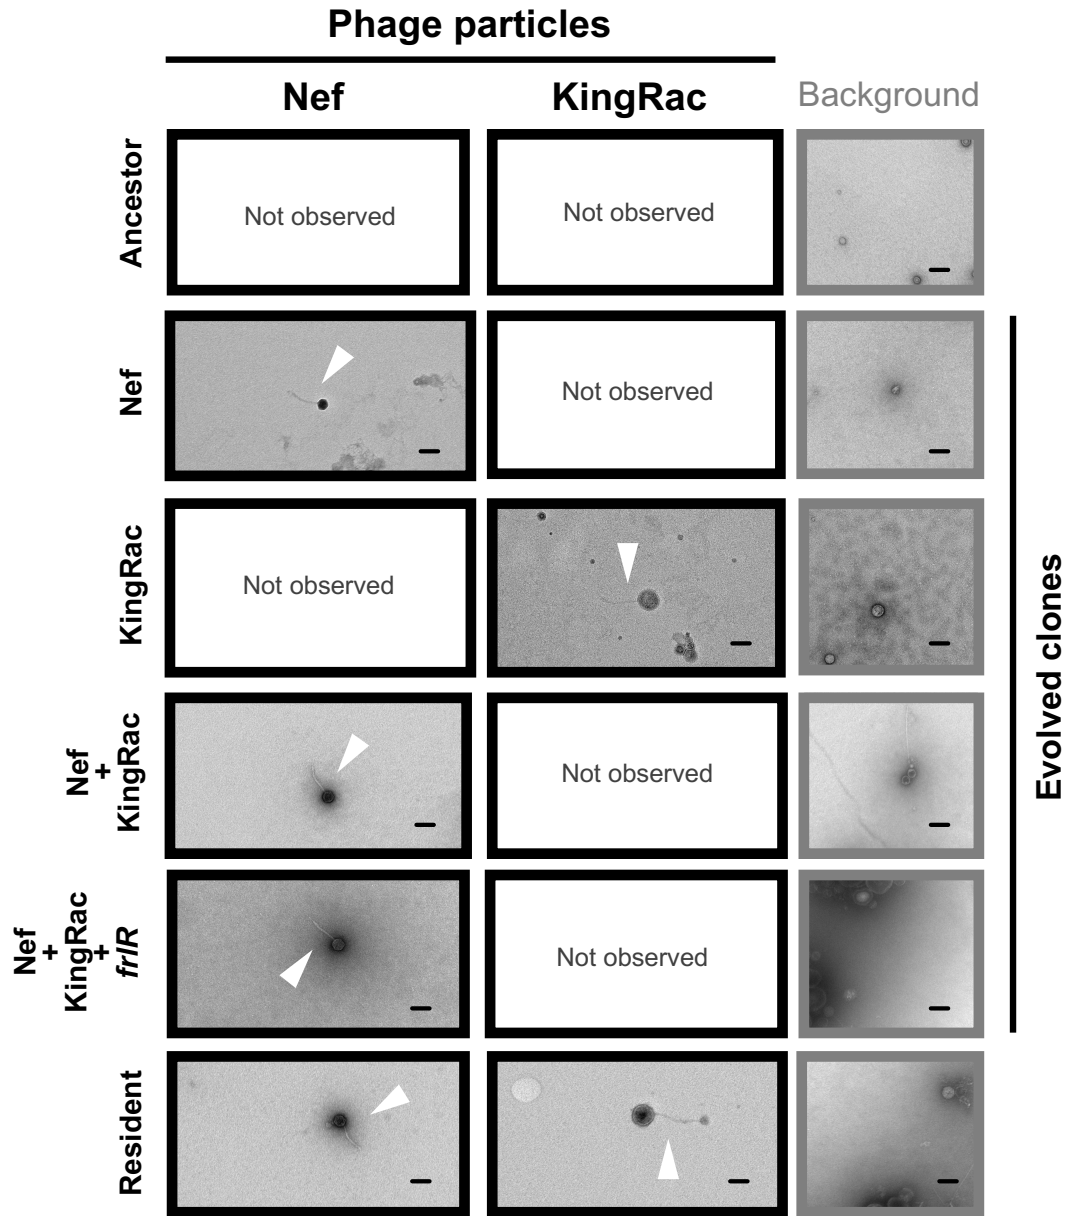 Phage particles
Nef
KingRac
Background
Ancestor
Not observed
Not observed
Nef
Not observed
KingRac
Not observed
Nef
+
KingRac
Not observed
Nef
+
KingRac
+
frlR
Not observed
Resident
Evolved clones